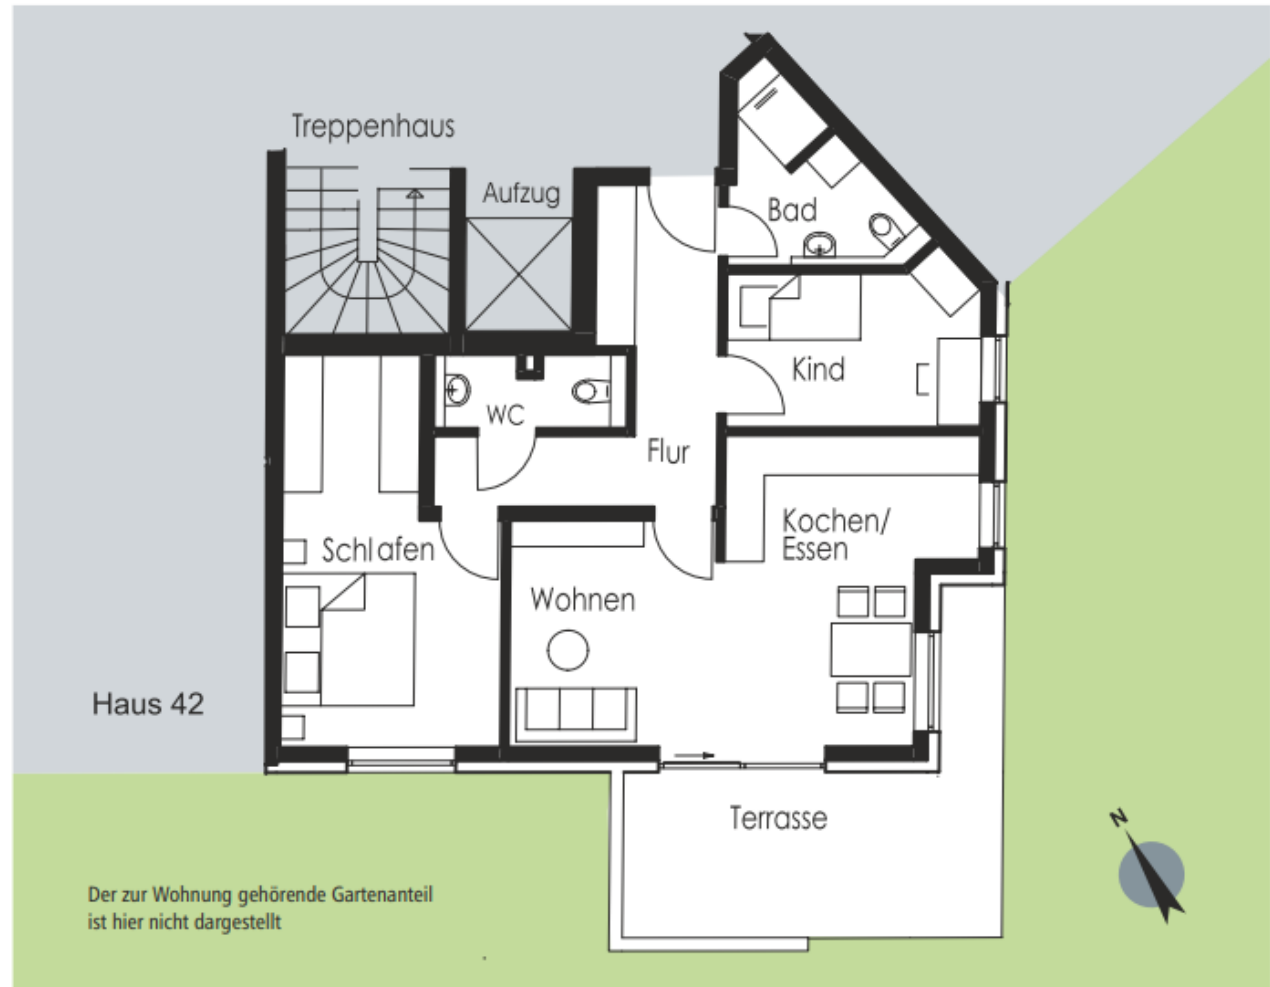 Treppenhaus
Aufzug
Bad
Kind
WC
Flur
Kochen/
Essen
Schlafen
Wohnen
Haus 42
Terrasse
N
Der zur Wohnung gehörende Gartenanteil
ist hier nicht dargestellt